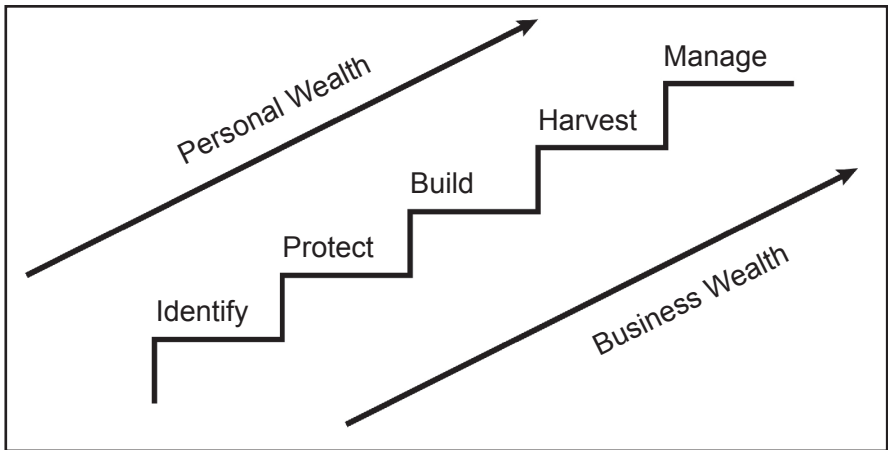 Manage
Personal Wealth
Harvest
Build
Protect
Identify
Business Wealth